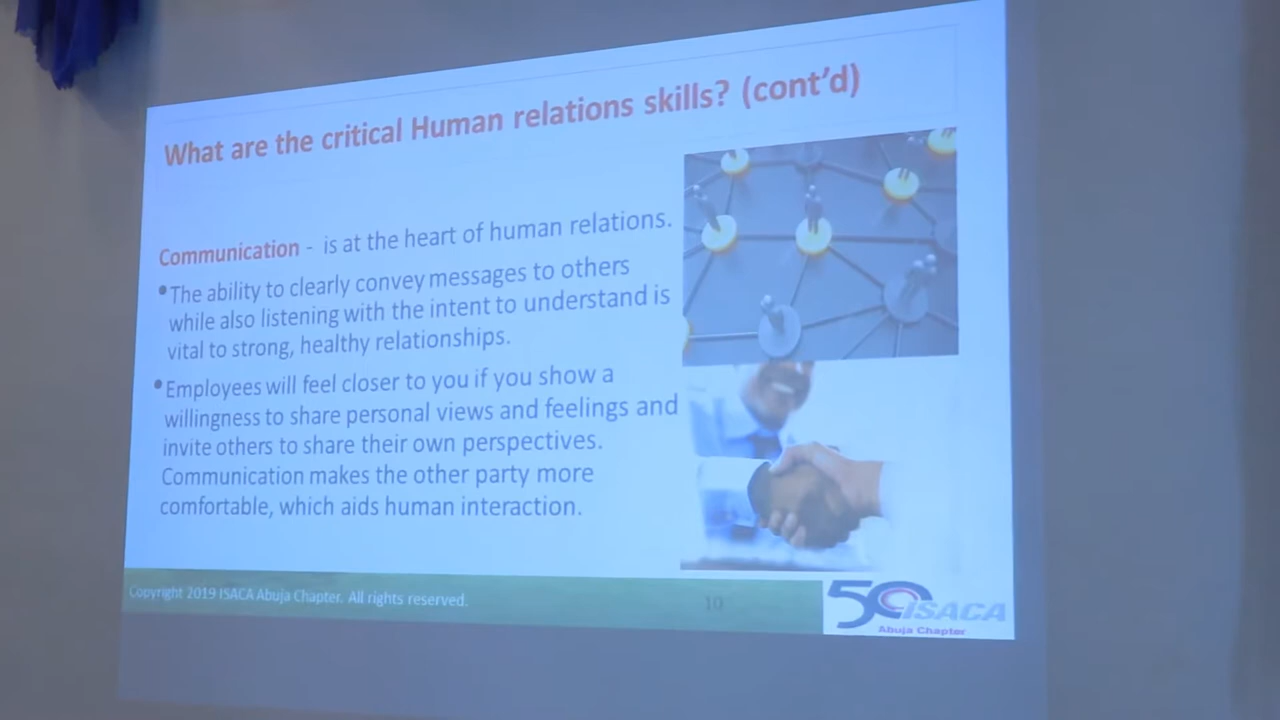 What are the critical Human relations skills? (cont’d)
Communication - is at the heart of human relations.
•The ability to clearly convey messages to others
while also listening with the intent to understand is
vital to strong, healthy relationships.
•Employees will feel closer to you if you show a
willingness to share personal views and feelings and
invite others to share their own perspectives.
Communication makes the other party more
comfortable, which aids human interaction.
Copyright 2019 ISACA Abuja Chapter. All rights reserved.
10
50 ISACA
Abuja Chapter